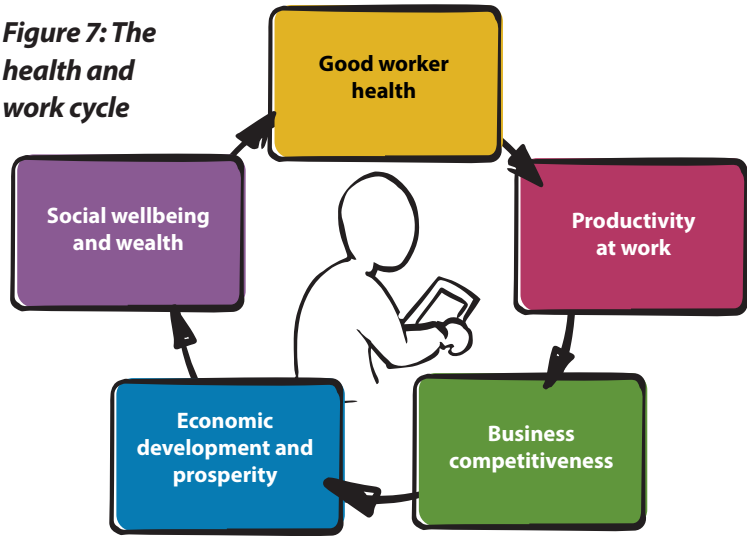 Figure 7: The
health and
work cycle
Good worker
health
Productivity
at work
Business
competitiveness
Economic
development and
prosperity
Social wellbeing
and wealth